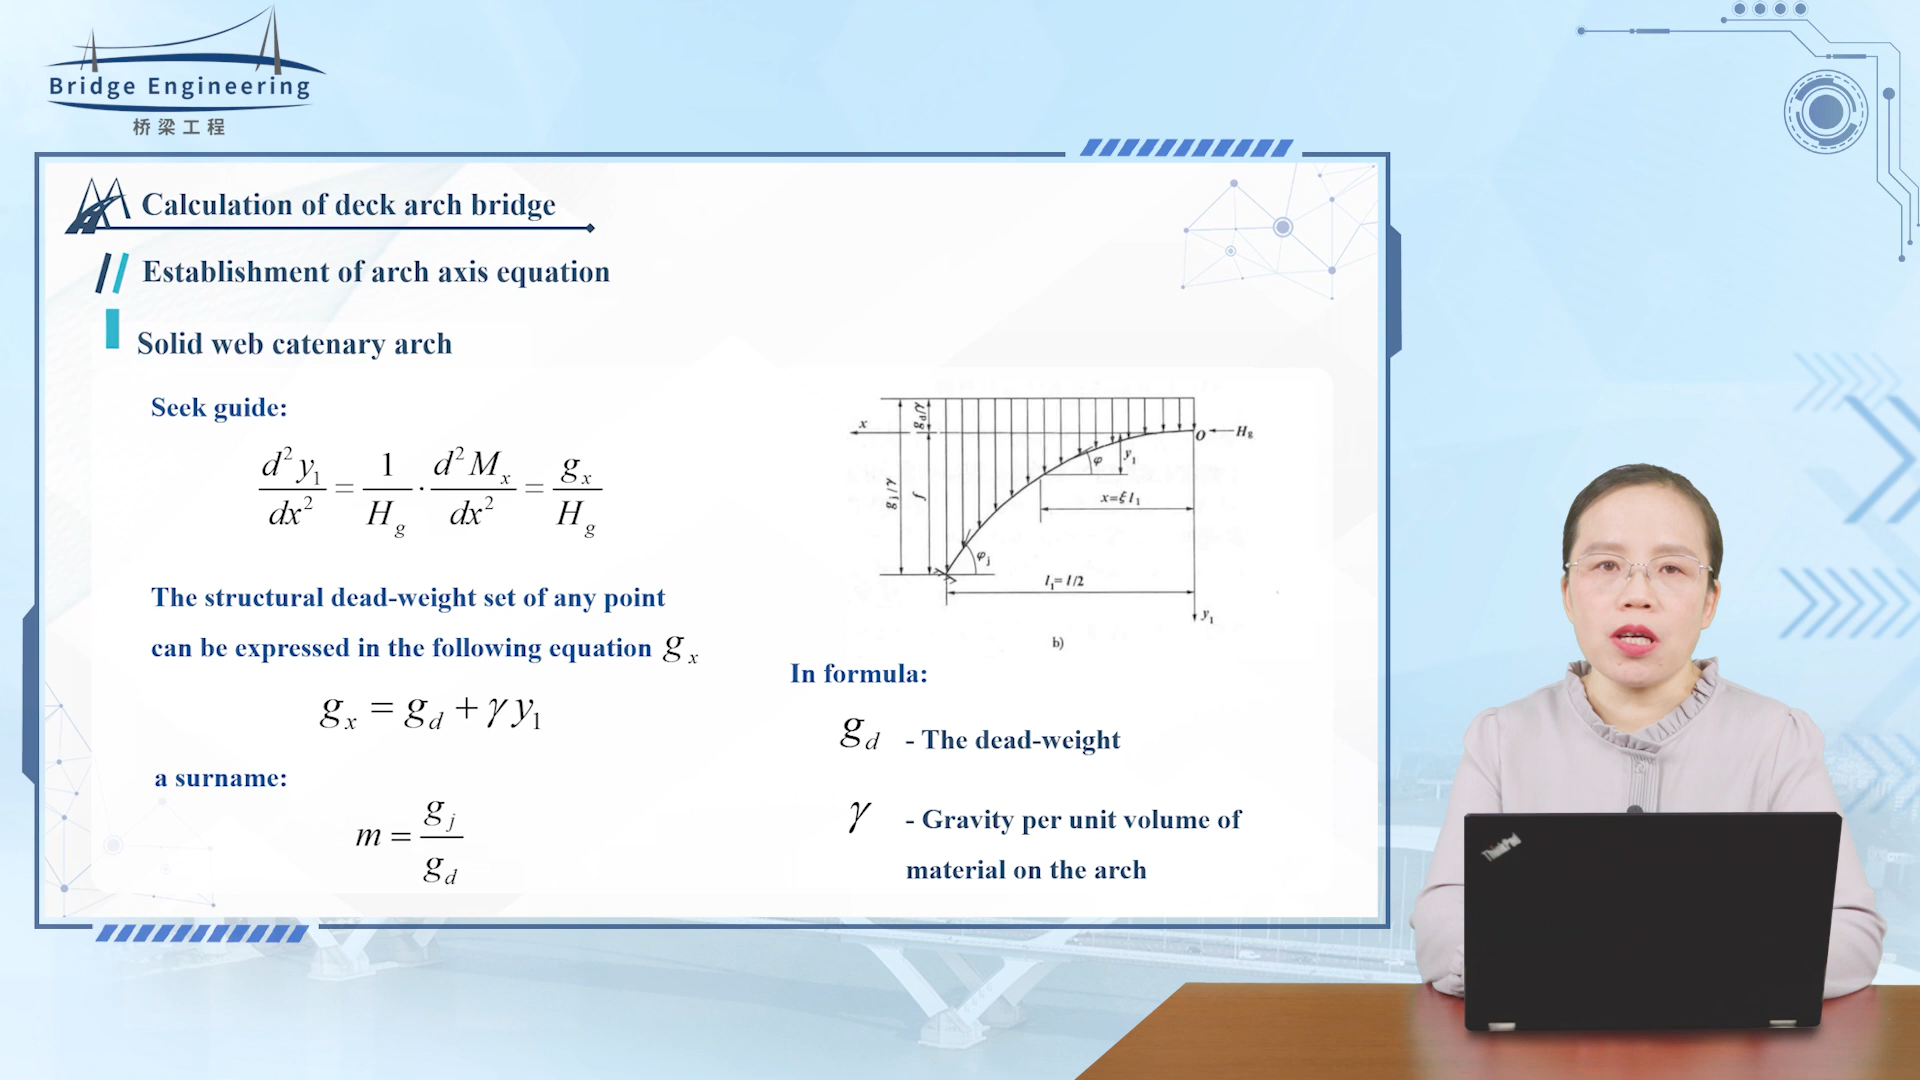 Bridge Engineering
桥梁工程
Calculation of deck arch bridge
Establishment of arch axis equation
Solid web catenary arch
Seek guide:
d²y₁/dx² = 1/H_g · d²M_x/dx² = g_x/H_g
The structural dead-weight set of any point
can be expressed in the following equation g_x
g_x = g_d + γy₁
a surname:
m = g_j/g_d
x
g_d/γ
O
H_g
φ
y₁
g_j/γ
f
x=ξl₁
φ_j
l₁=l/2
y₁
b)
In formula:
g_d - The dead-weight
γ - Gravity per unit volume of
material on the arch
ThinkPad